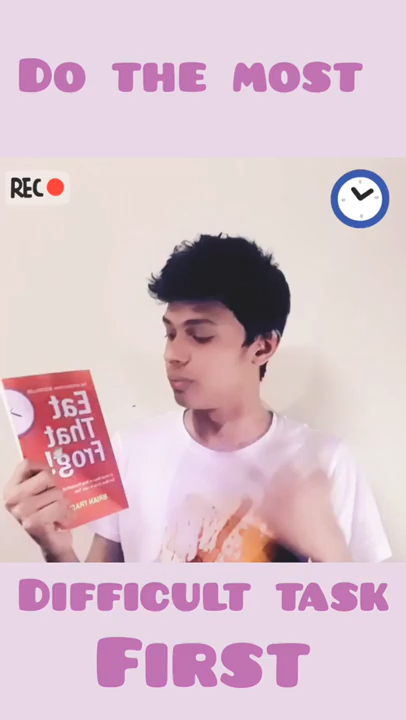 Do the most
REC
Eat
That
Frog!
BRIAN TRACY
Difficult task
First